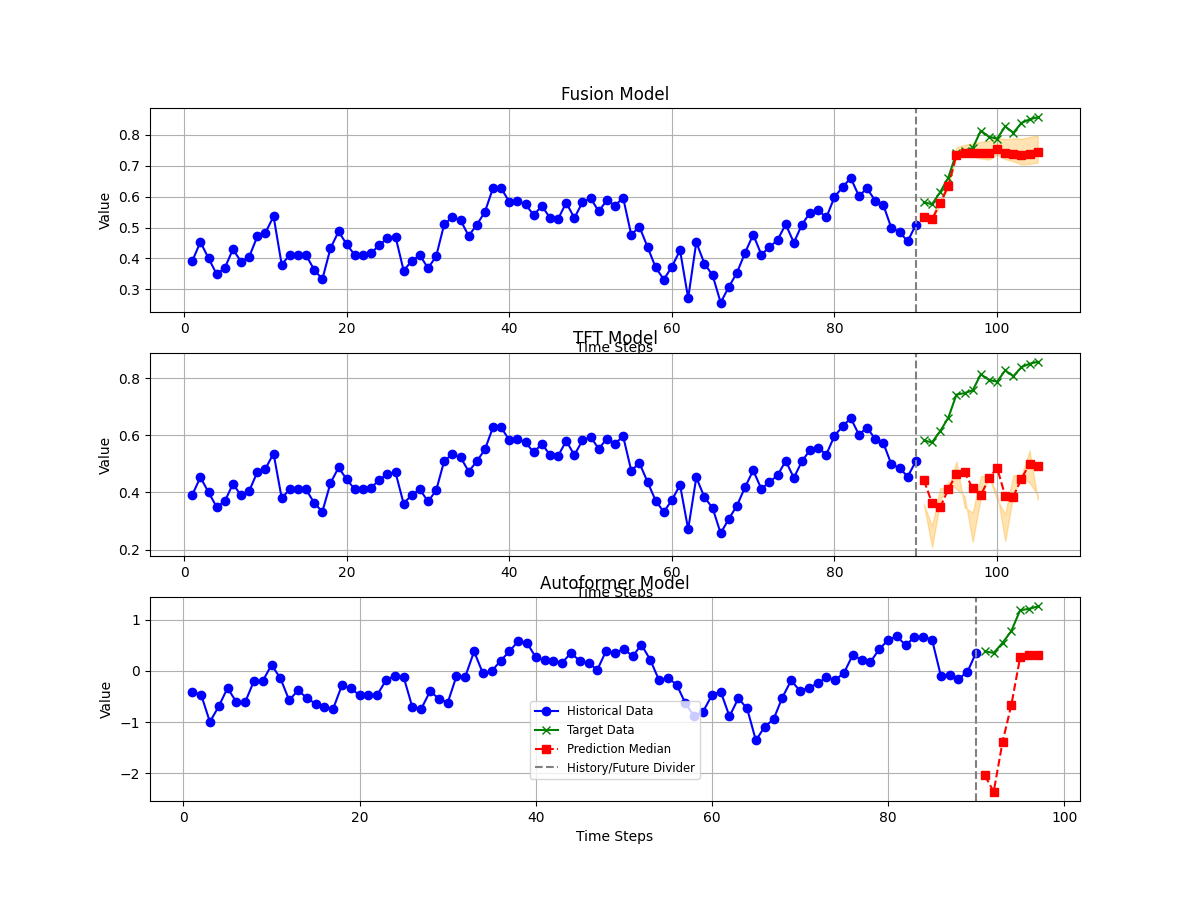 Fusion Model
Value
0.8
0.7
0.6
0.5
0.4
0.3
0 20 40 60 80 100
Time Steps
TFT Model
Value
0.8
0.6
0.4
0.2
0 20 40 60 80 100
Time Steps
Autoformer Model
Value
1
0
−1
−2
Historical Data
Target Data
Prediction Median
History/Future Divider
0 20 40 60 80 100
Time Steps